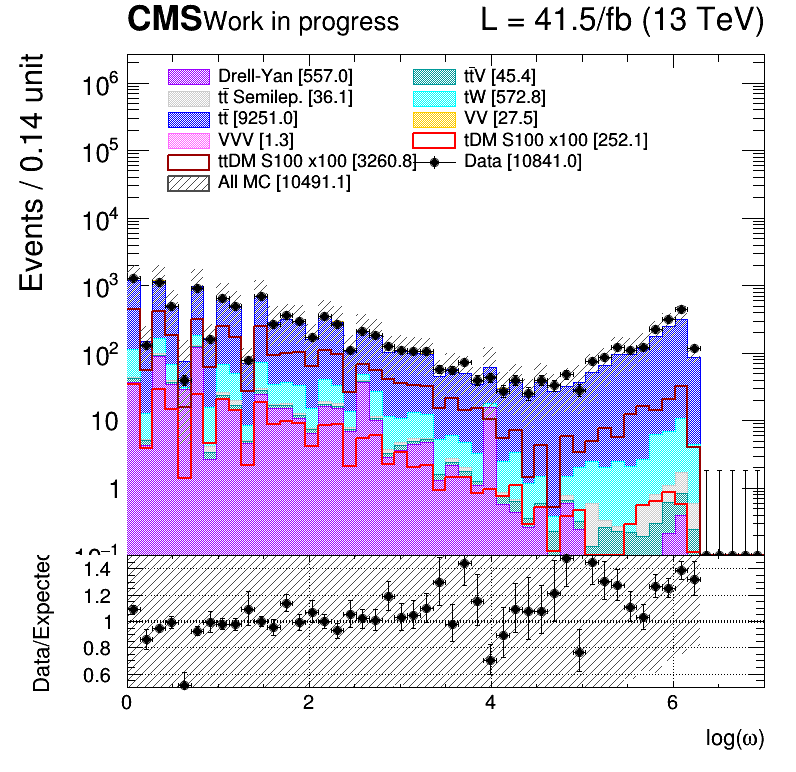 CMS Work in progress L = 41.5/fb (13 TeV)
Events / 0.14 unit
10⁶
10⁵
10⁴
10³
10²
10
1
10⁻¹
Drell-Yan [557.0]
tt̄V [45.4]
tt̄ Semilep. [36.1]
tW [572.8]
tt̄ [9251.0]
VV [27.5]
VVV [1.3]
tDM S100 x100 [252.1]
ttDM S100 x100 [3260.8]
Data [10841.0]
All MC [10491.1]
Data/Expected
1.4
1.2
1
0.8
0.6
0 2 4 6
log(ω)